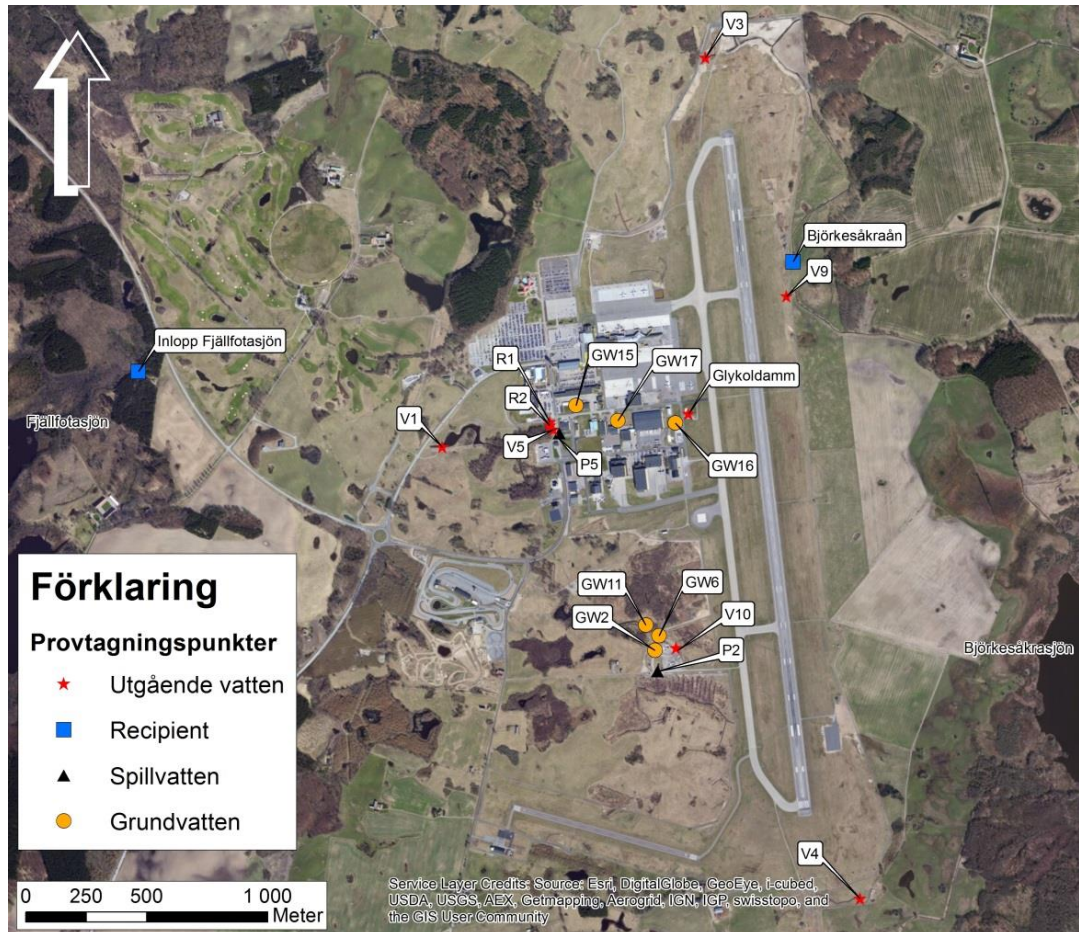 V3
Björkesåkraån
V9
Inlopp Fjällfotasjön
R1
GW15
GW17
Glykoldamm
R2
V1
Fjällfotasjön
V5
P5
GW16
Förklaring
Provtagningspunkter
Utgående vatten
Recipient
Spillvatten
Grundvatten
GW11
GW6
GW2
V10
P2
Björkesåkrasjön
V4
0 250 500 1 000
Meter
Service Layer Credits: Source: Esri, DigitalGlobe, GeoEye, i-cubed,
USDA, USGS, AEX, Getmapping, Aerogrid, IGN, IGP, swisstopo, and
the GIS User Community